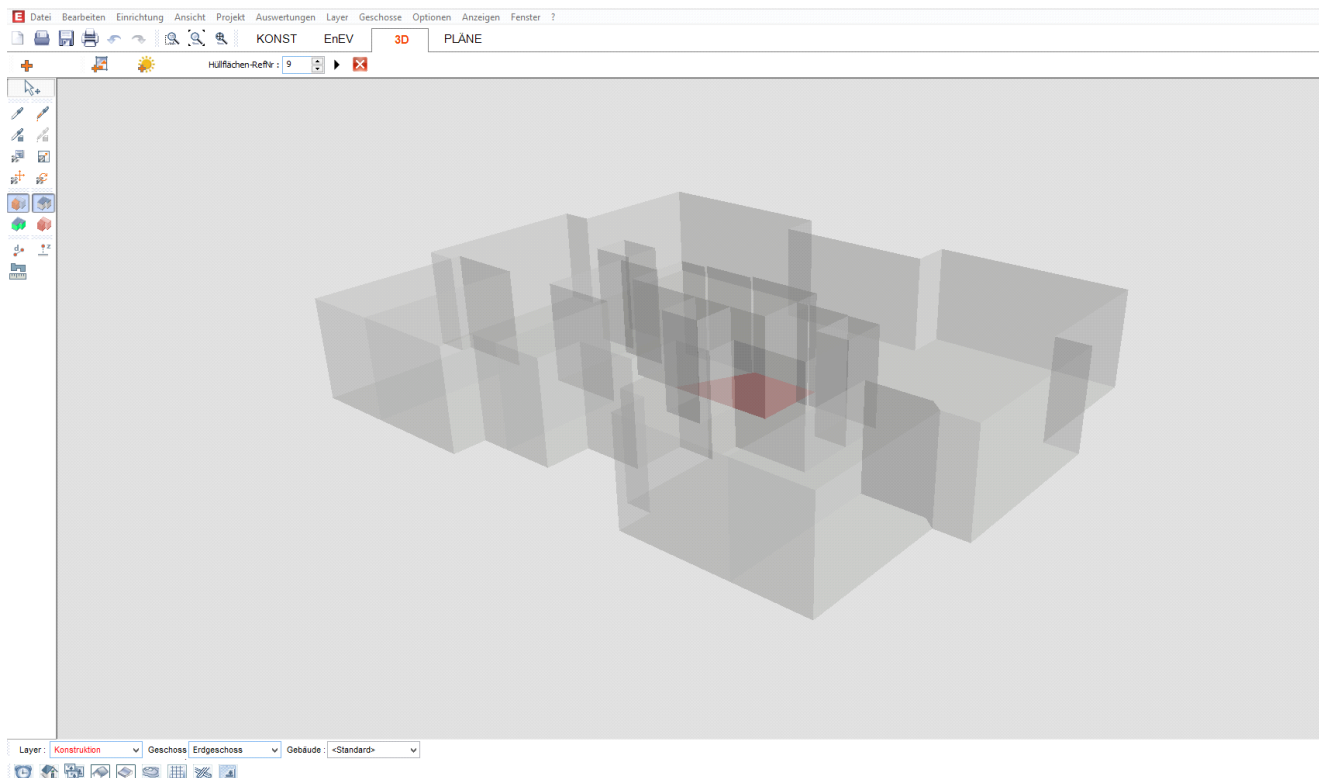 E Datei Bearbeiten Einrichtung Ansicht Projekt Auswertungen Layer Geschosse Optionen Anzeigen Fenster ?
KONST EnEV 3D PLÄNE
Hüllflächen-RefNr : 9
d
z
Layer : Konstruktion Geschoss : Erdgeschoss Gebäude : <Standard>